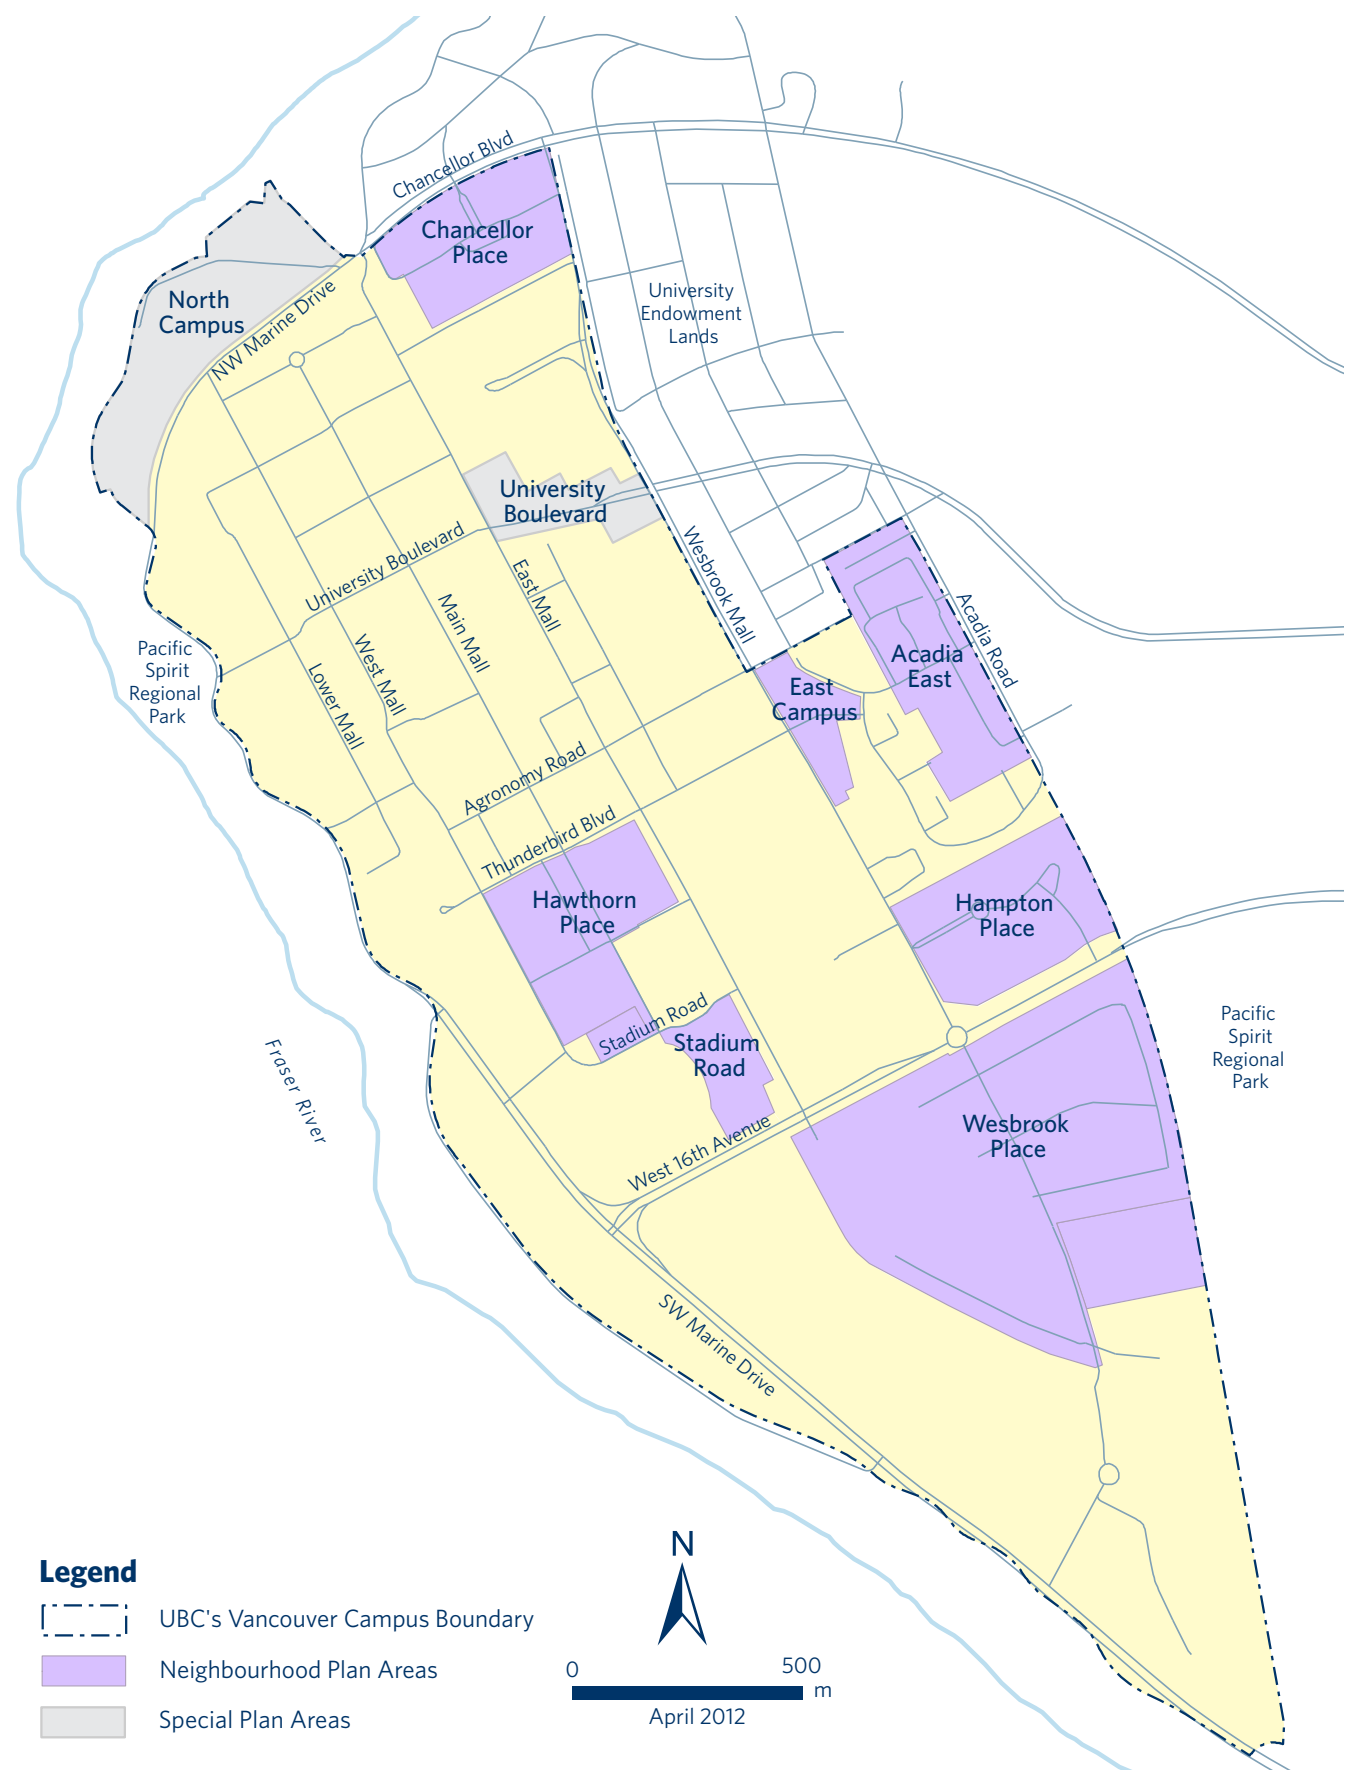 Chancellor Blvd
Chancellor
Place
North
Campus
NW Marine Drive
University
Endowment
Lands
University
Boulevard
University Boulevard
East Mall
Wesbrook Mall
Main Mall
West Mall
Lower Mall
Acadia Road
Pacific
Spirit
Regional
Park
Acadia
East
East
Campus
Agronomy Road
Thunderbird Blvd
Hawthorn
Place
Hampton
Place
Stadium Road
Stadium
Road
Pacific
Spirit
Regional
Park
Fraser River
West 16th Avenue
Wesbrook
Place
SW Marine Drive
Legend
UBC's Vancouver Campus Boundary
Neighbourhood Plan Areas
Special Plan Areas
N
0 500
m
April 2012